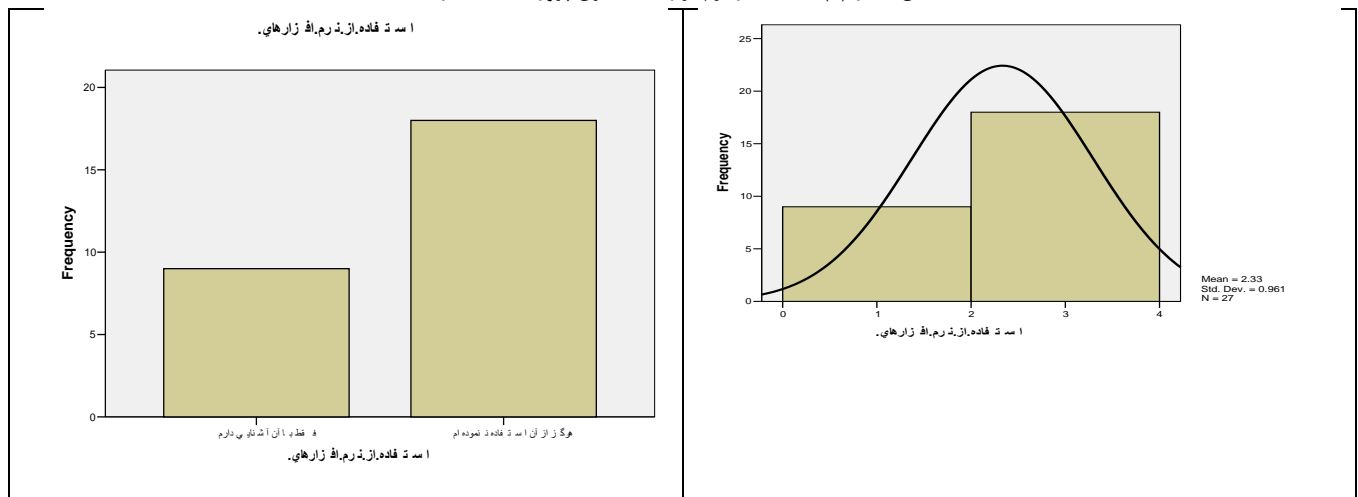 ا ستفاده.از.نرم.افزارهاي.
20
15
10
5
0
Frequency
فقط با آن آشنايي دارم
هرگز از آن استفاده ننموده ام
استفاده.از.نرم.افزارهاي.
25
20
15
10
5
0
Frequency
0 1 2 3 4
استفاده.از.نرم.افزارهاي.
Mean = 2.33
Std. Dev. = 0.961
N = 27